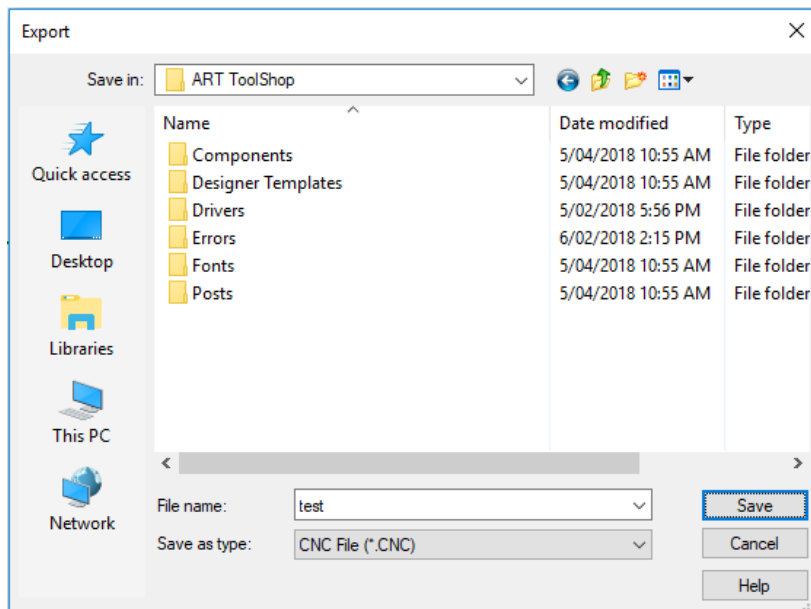 Export
Save in: ART ToolShop
Name Date modified Type
Quick access
Desktop
Libraries
This PC
Network
Components 5/04/2018 10:55 AM File folder
Designer Templates 5/04/2018 10:55 AM File folder
Drivers 5/02/2018 5:56 PM File folder
Errors 6/02/2018 2:15 PM File folder
Fonts 5/04/2018 10:55 AM File folder
Posts 5/04/2018 10:55 AM File folder
File name: test Save
Save as type: CNC File (*.CNC) Cancel
Help